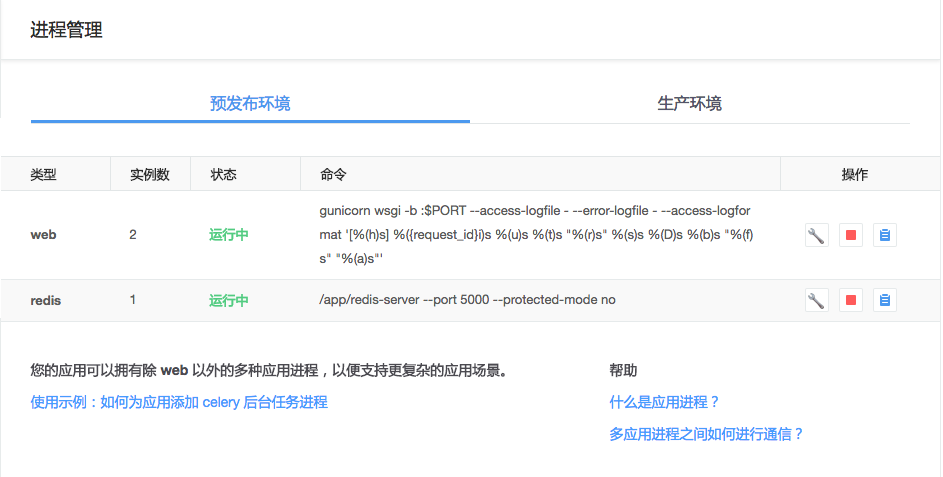 进程管理
预发布环境 生产环境
类型 实例数 状态 命令 操作
web 2 运行中 gunicorn wsgi -b :$PORT --access-logfile - --error-logfile - --access-logfor
mat '[%(h)s] %({request_id}i)s %(u)s %(t)s "%(r)s" %(s)s %(D)s %(b)s "%(f)
s" "%(a)s"'
redis 1 运行中 /app/redis-server --port 5000 --protected-mode no
您的应用可以拥有除 web 以外的多种应用进程，以便支持更复杂的应用场景。
使用示例：如何为应用添加 celery 后台任务进程
帮助
什么是应用进程？
多应用进程之间如何进行通信？